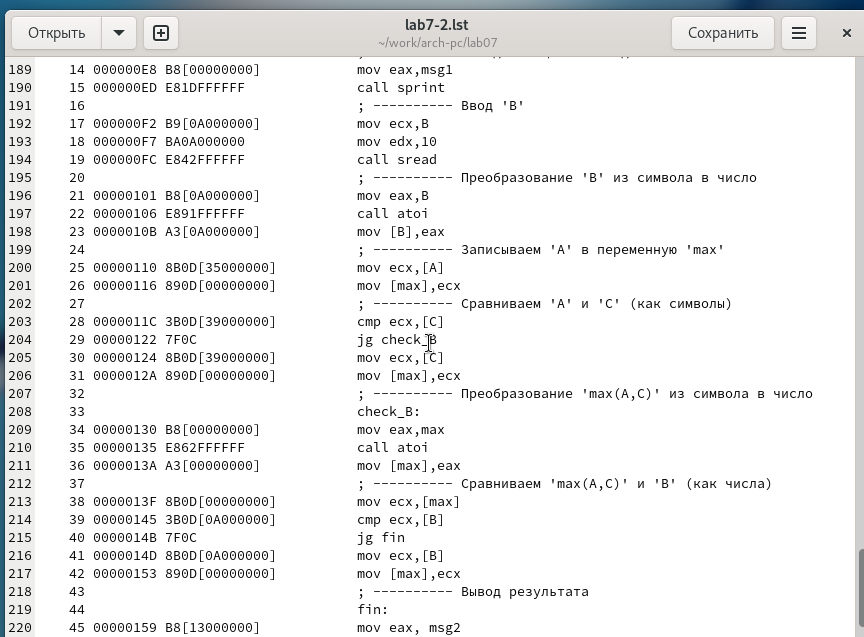 Открыть
lab7-2.lst
~/work/arch-pc/lab07
Сохранить
189 14 000000E8 B8[00000000] mov eax,msg1
190 15 000000ED E81DFFFFFF call sprint
191 16 ; ---------- Ввод 'B'
192 17 000000F2 B9[0A000000] mov ecx,B
193 18 000000F7 BA0A000000 mov edx,10
194 19 000000FC E842FFFFFF call sread
195 20 ; ---------- Преобразование 'B' из символа в число
196 21 00000101 B8[0A000000] mov eax,B
197 22 00000106 E891FFFFFF call atoi
198 23 0000010B A3[0A000000] mov [B],eax
199 24 ; ---------- Записываем 'A' в переменную 'max'
200 25 00000110 8B0D[35000000] mov ecx,[A]
201 26 00000116 890D[00000000] mov [max],ecx
202 27 ; ---------- Сравниваем 'A' и 'C' (как символы)
203 28 0000011C 3B0D[39000000] cmp ecx,[C]
204 29 00000122 7F0C jg check_B
205 30 00000124 8B0D[39000000] mov ecx,[C]
206 31 0000012A 890D[00000000] mov [max],ecx
207 32 ; ---------- Преобразование 'max(A,C)' из символа в число
208 33 check_B:
209 34 00000130 B8[00000000] mov eax,max
210 35 00000135 E862FFFFFF call atoi
211 36 0000013A A3[00000000] mov [max],eax
212 37 ; ---------- Сравниваем 'max(A,C)' и 'B' (как числа)
213 38 0000013F 8B0D[00000000] mov ecx,[max]
214 39 00000145 3B0D[0A000000] cmp ecx,[B]
215 40 0000014B 7F0C jg fin
216 41 0000014D 8B0D[0A000000] mov ecx,[B]
217 42 00000153 890D[00000000] mov [max],ecx
218 43 ; ---------- Вывод результата
219 44 fin:
220 45 00000159 B8[13000000] mov eax, msg2